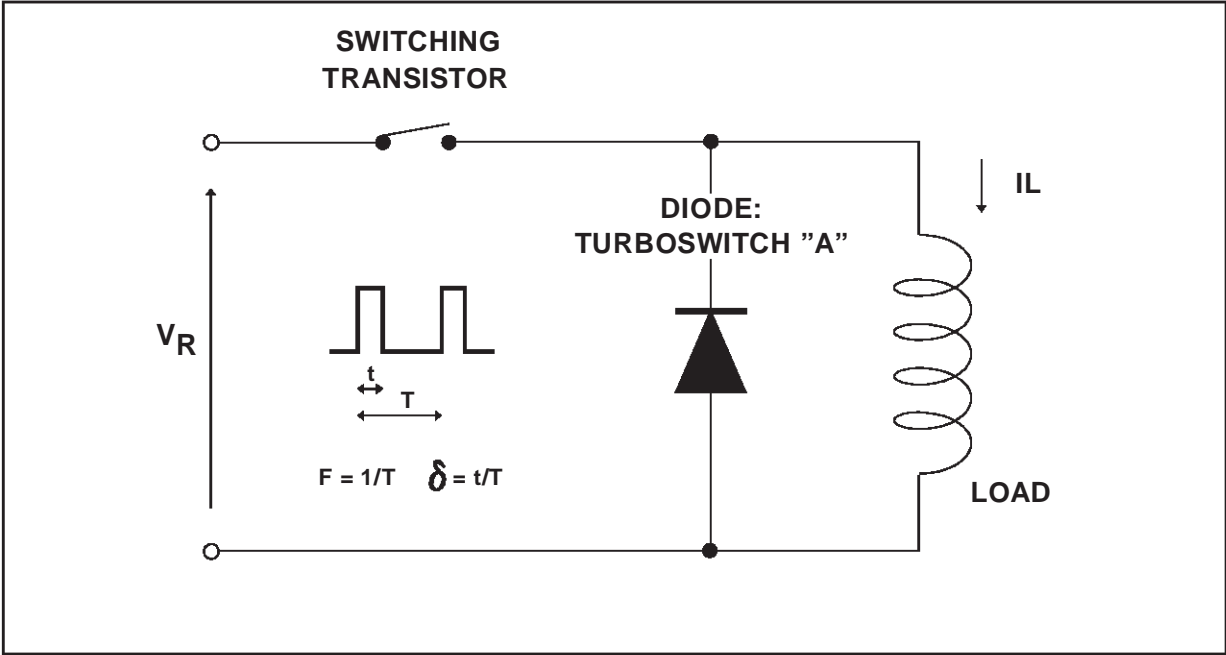 SWITCHING
TRANSISTOR
IL
DIODE:
TURBOSWITCH ”A”
VR
t
T
F = 1/T δ = t/T
LOAD